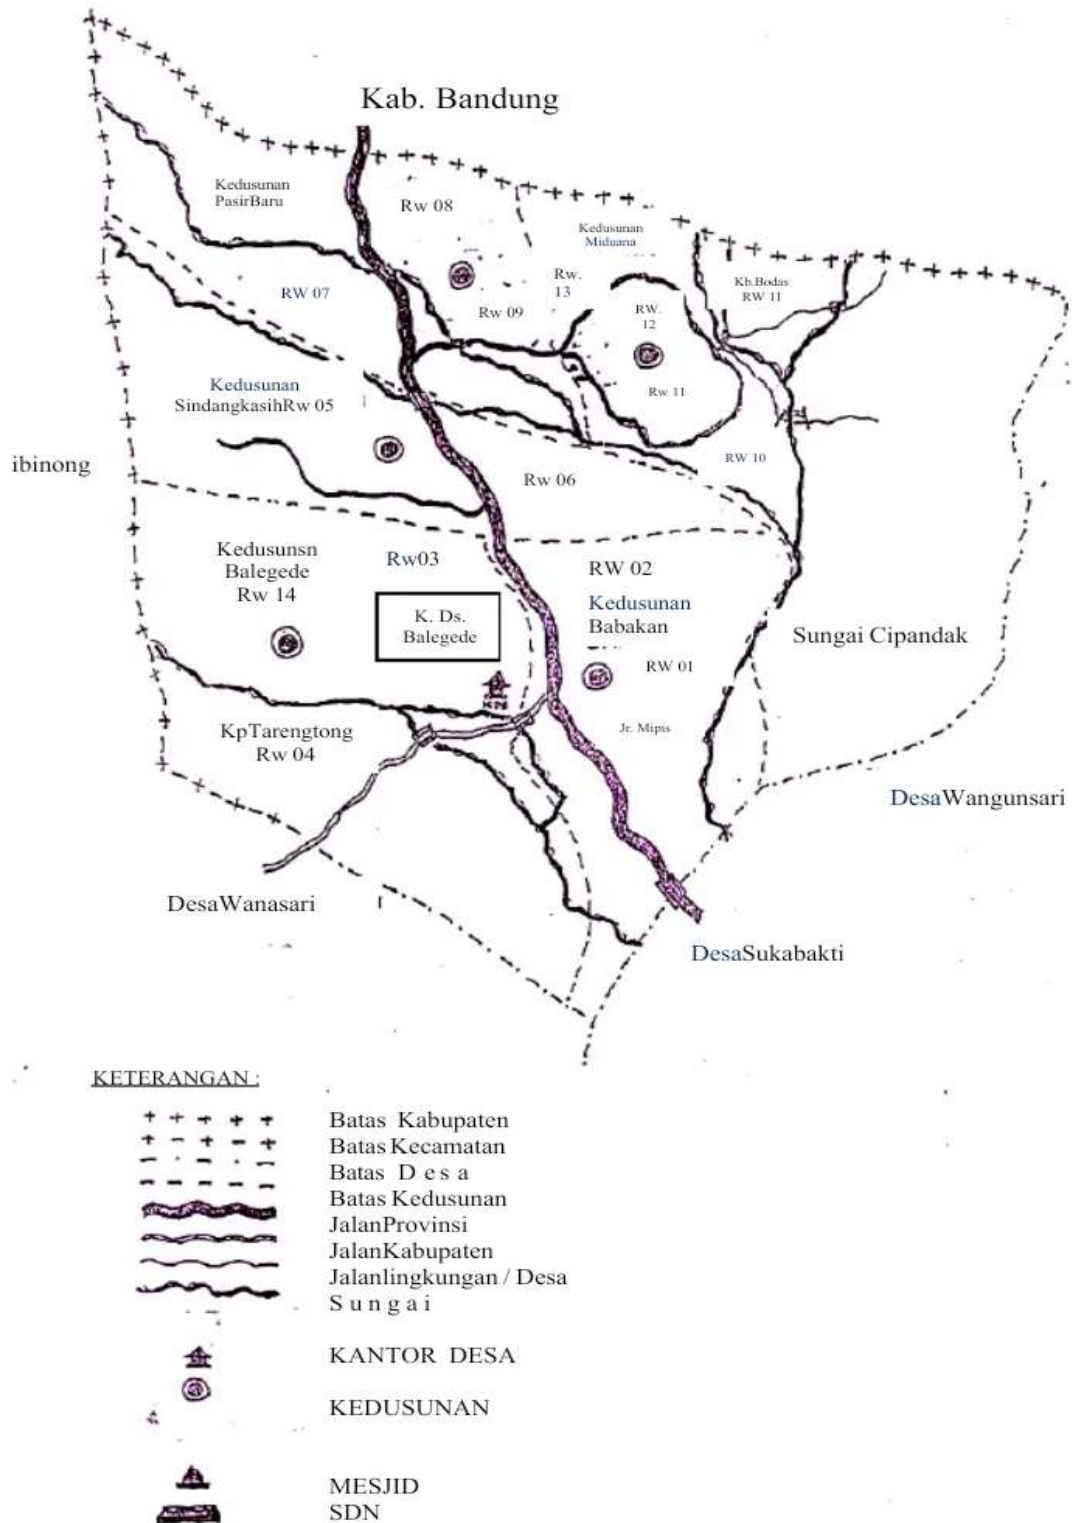 Kab. Bandung
Kedusunan
PasirBaru
Rw 08
Kedusunan
Miduana
Rw.
13
Kb.Bodas
RW 11
RW 07
Rw 09
RW.
12
Rw 11
Kedusunan
SindangkasihRw 05
ibinong
RW 10
Rw 06
Kedusunsn
Balegede
Rw 14
Rw03
RW 02
Kedusunan
Babakan
K. Ds.
Balegede
Sungai Cipandak
RW 01
KpTarengtong
Rw 04
Jr. Mipis
DesaWangunsari
DesaWanasari
DesaSukabakti
KETERANGAN :
Batas Kabupaten
Batas Kecamatan
Batas D e s a
Batas Kedusunan
JalanProvinsi
JalanKabupaten
Jalanlingkungan / Desa
S u n g a i
KANTOR DESA
KEDUSUNAN
MESJID
SDN